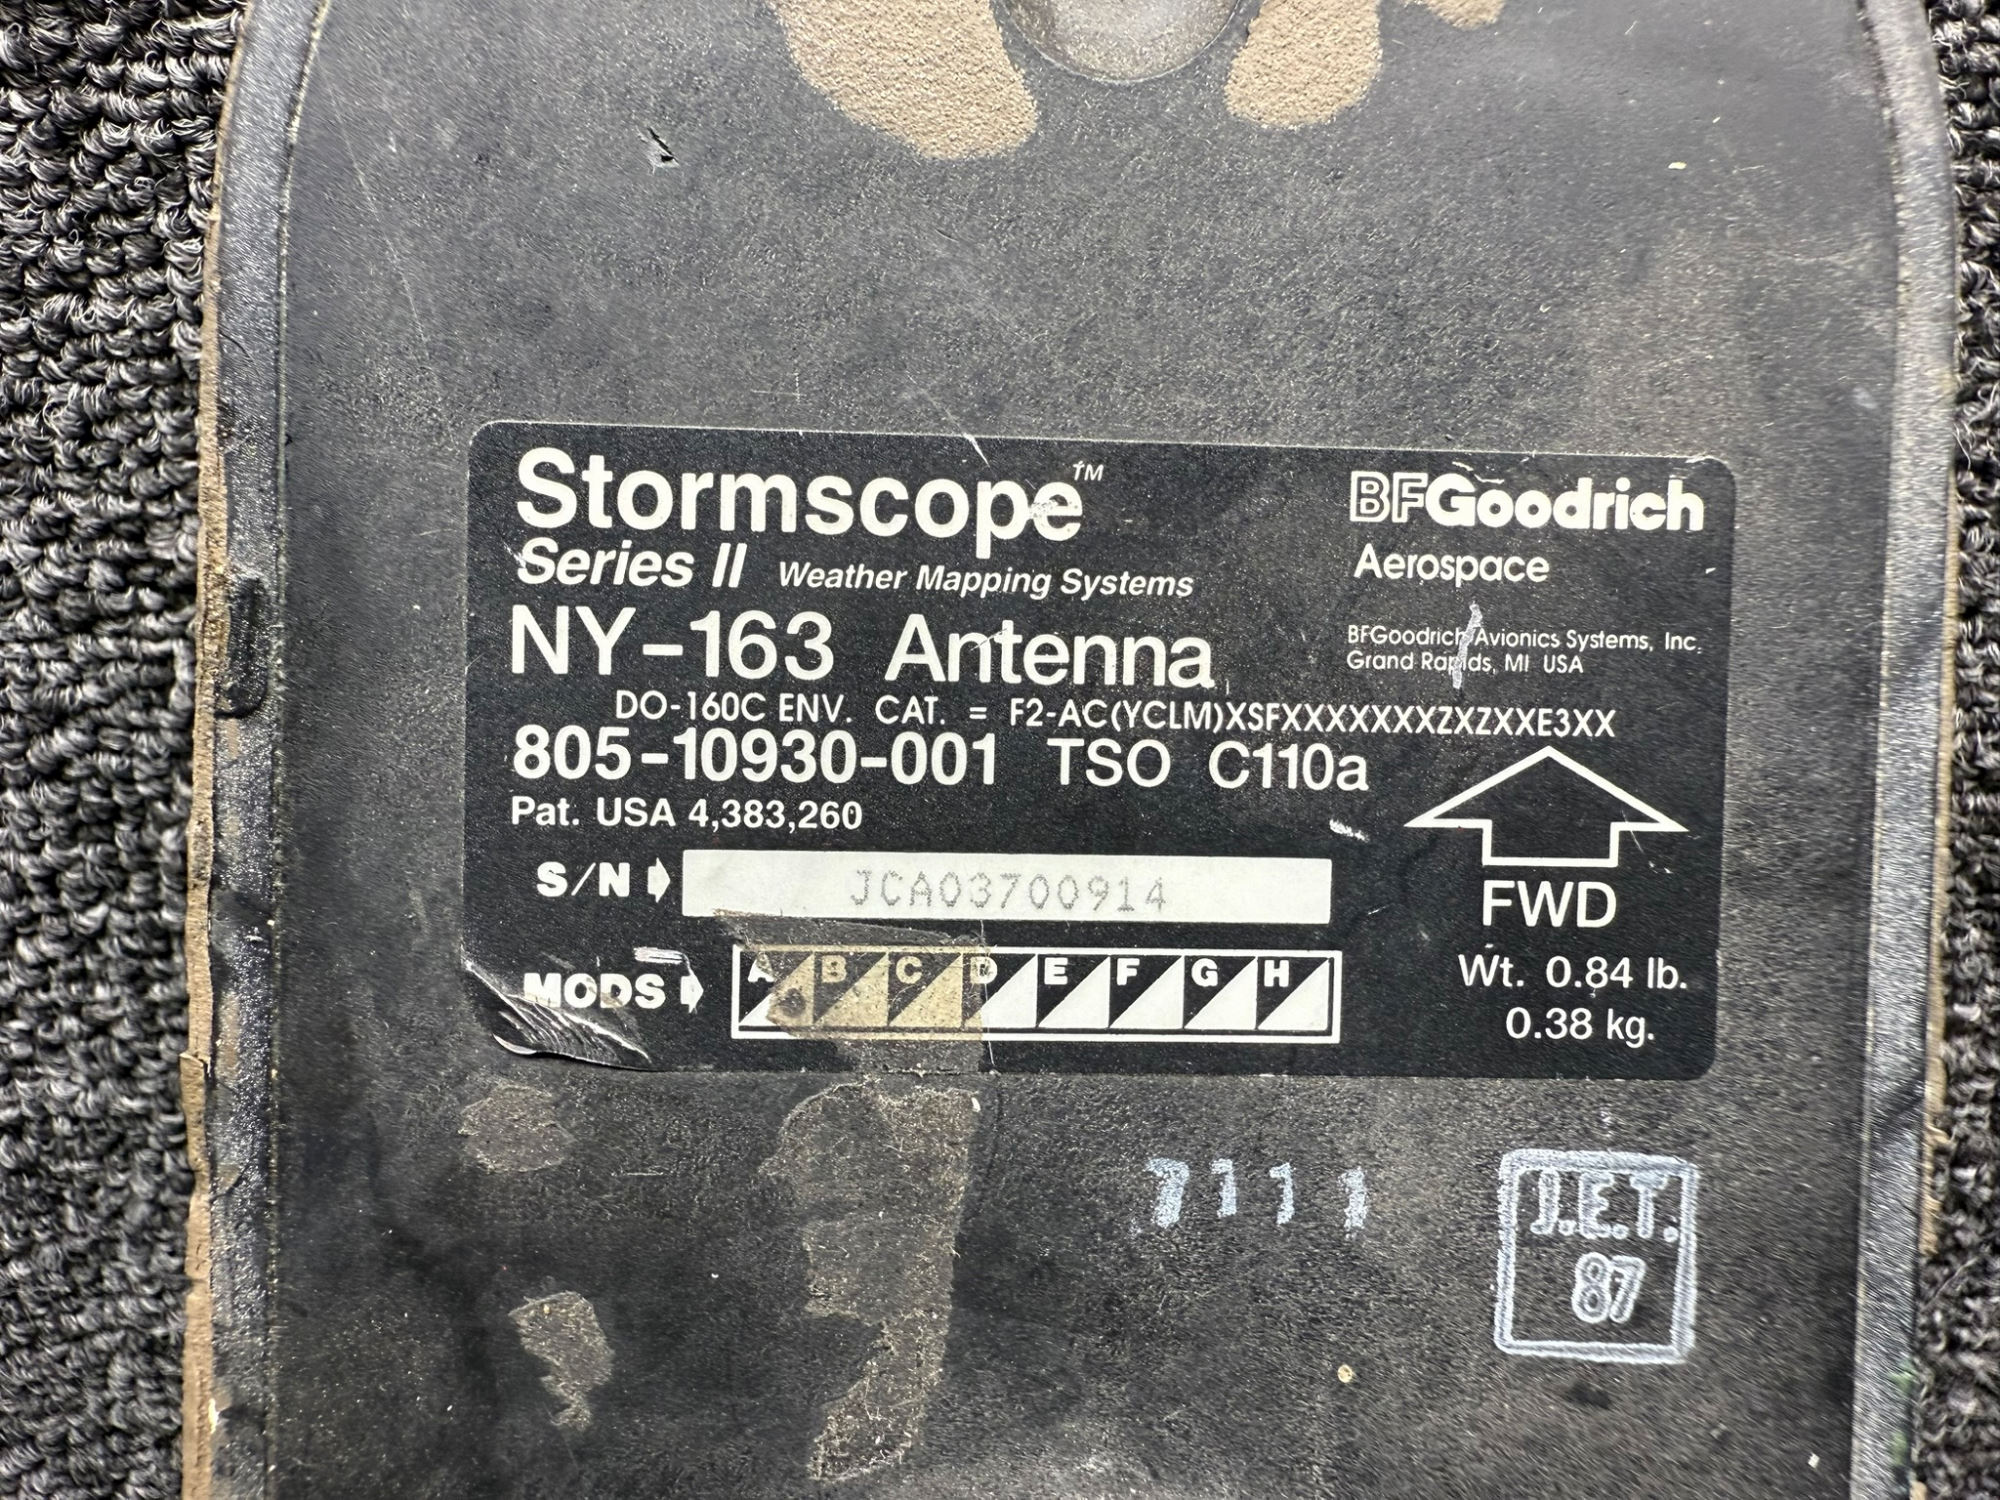 Stormscope™
Series II Weather Mapping Systems
NY-163 Antenna
BFGoodrich
Aerospace
BFGoodrich Avionics Systems, Inc.
Grand Rapids, MI USA
DO-160C ENV. CAT. = F2-AC(YCLM)XSFXXXXXXXZXZXXE3XX
805-10930-001 TSO C110a
Pat. USA 4,383,260
S/N JCA03700914
MODS A B C D E F G H
FWD
Wt. 0.84 lb.
0.38 kg.
J.E.T.
87